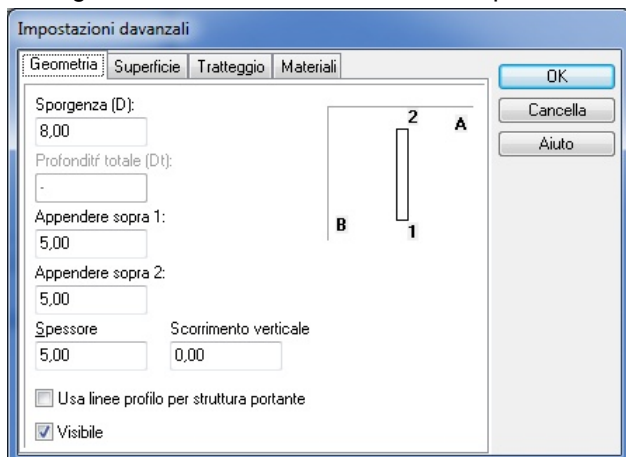 Impostazioni davanzali
Geometria Superficie Tratteggio Materiali
OK
Cancella
Aiuto
Sporgenza (D):
8,00
Profonditŕ totale (Dt):
-
Appendere sopra 1:
5,00
Appendere sopra 2:
5,00
Spessore Scorrimento verticale
5,00 0,00
Usa linee profilo per struttura portante
Visibile
2 A
B 1